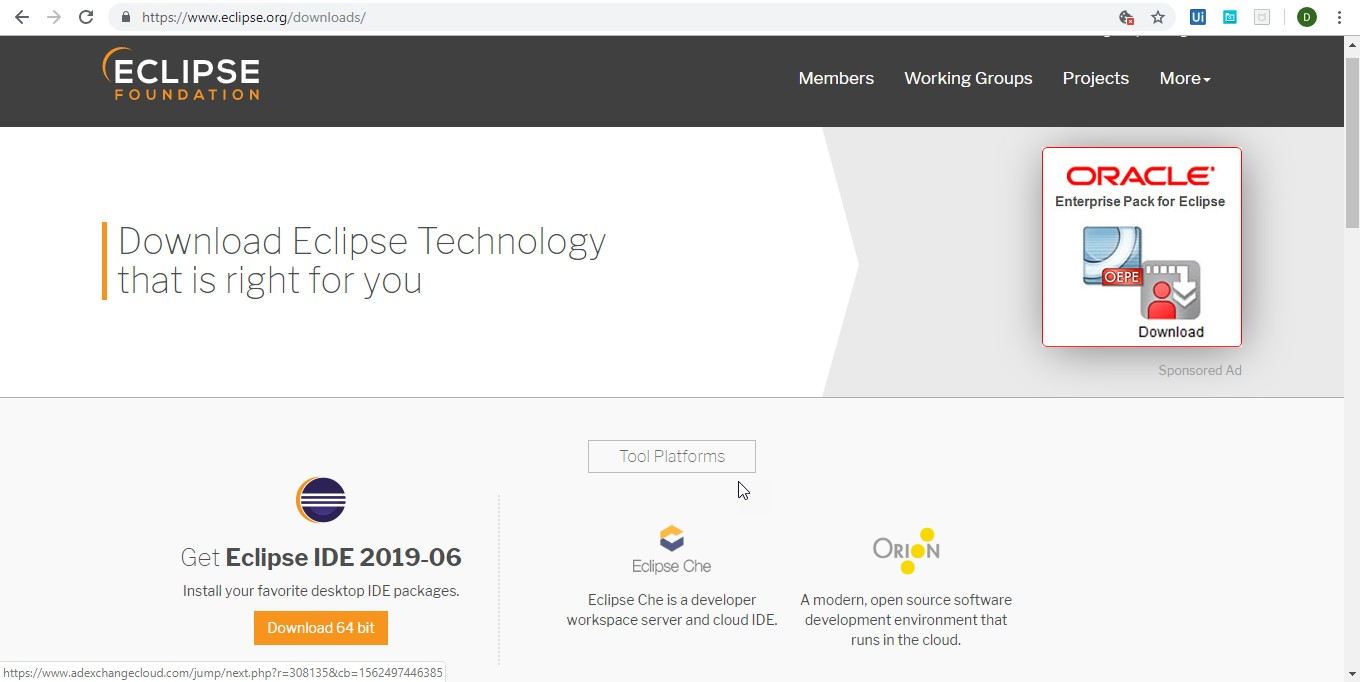 https://www.eclipse.org/downloads/
Ui
D
ECLIPSE
FOUNDATION
Members
Working Groups
Projects
More
Download Eclipse Technology
that is right for you
ORACLE
Enterprise Pack for Eclipse
OEPE
Download
Sponsored Ad
Tool Platforms
Get Eclipse IDE 2019-06
Install your favorite desktop IDE packages.
Download 64 bit
Eclipse Che
Eclipse Che is a developer
workspace server and cloud IDE.
ORION
A modern, open source software
development environment that
runs in the cloud.
https://www.adexchangecloud.com/jump/next.php?r=308135&cb=1562497446385